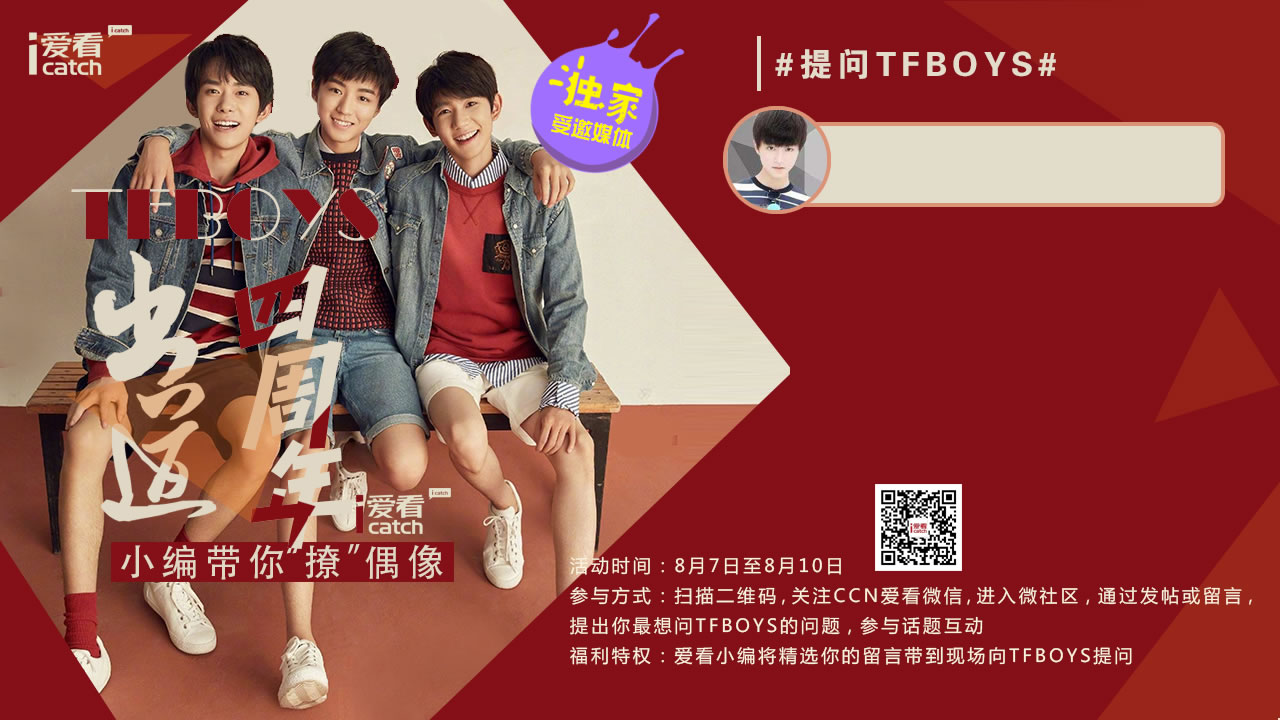 i爱看
i catch
catch
独家
受邀媒体
#提问TFBOYS#
TFBOYS
出道
四周年
i爱看
i catch
catch
小编带你“撩”偶像
i爱看
catch
活动时间：8月7日至8月10日
参与方式：扫描二维码,关注CCN爱看微信,进入微社区，通过发帖或留言，
提出你最想问TFBOYS的问题，参与话题互动
福利特权：爱看小编将精选你的留言带到现场向TFBOYS提问